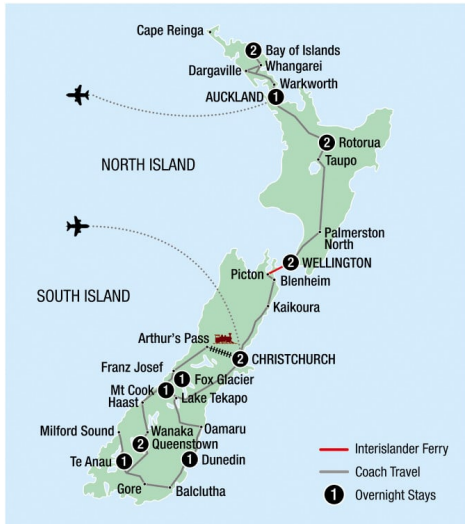 Cape Reinga
2
Bay of Islands
Whangarei
Dargaville
Warkworth
AUCKLAND
1
2
Rotorua
Taupo
NORTH ISLAND
Palmerston
North
2
WELLINGTON
Picton
Blenheim
SOUTH ISLAND
Kaikoura
Arthur's Pass
2
CHRISTCHURCH
Franz Josef
1
Fox Glacier
Mt Cook
1
Lake Tekapo
Haast
Milford Sound
Wanaka
Oamaru
2
Queenstown
Te Anau
1
1
Dunedin
Gore
Balclutha
Interislander Ferry
Coach Travel
1
Overnight Stays